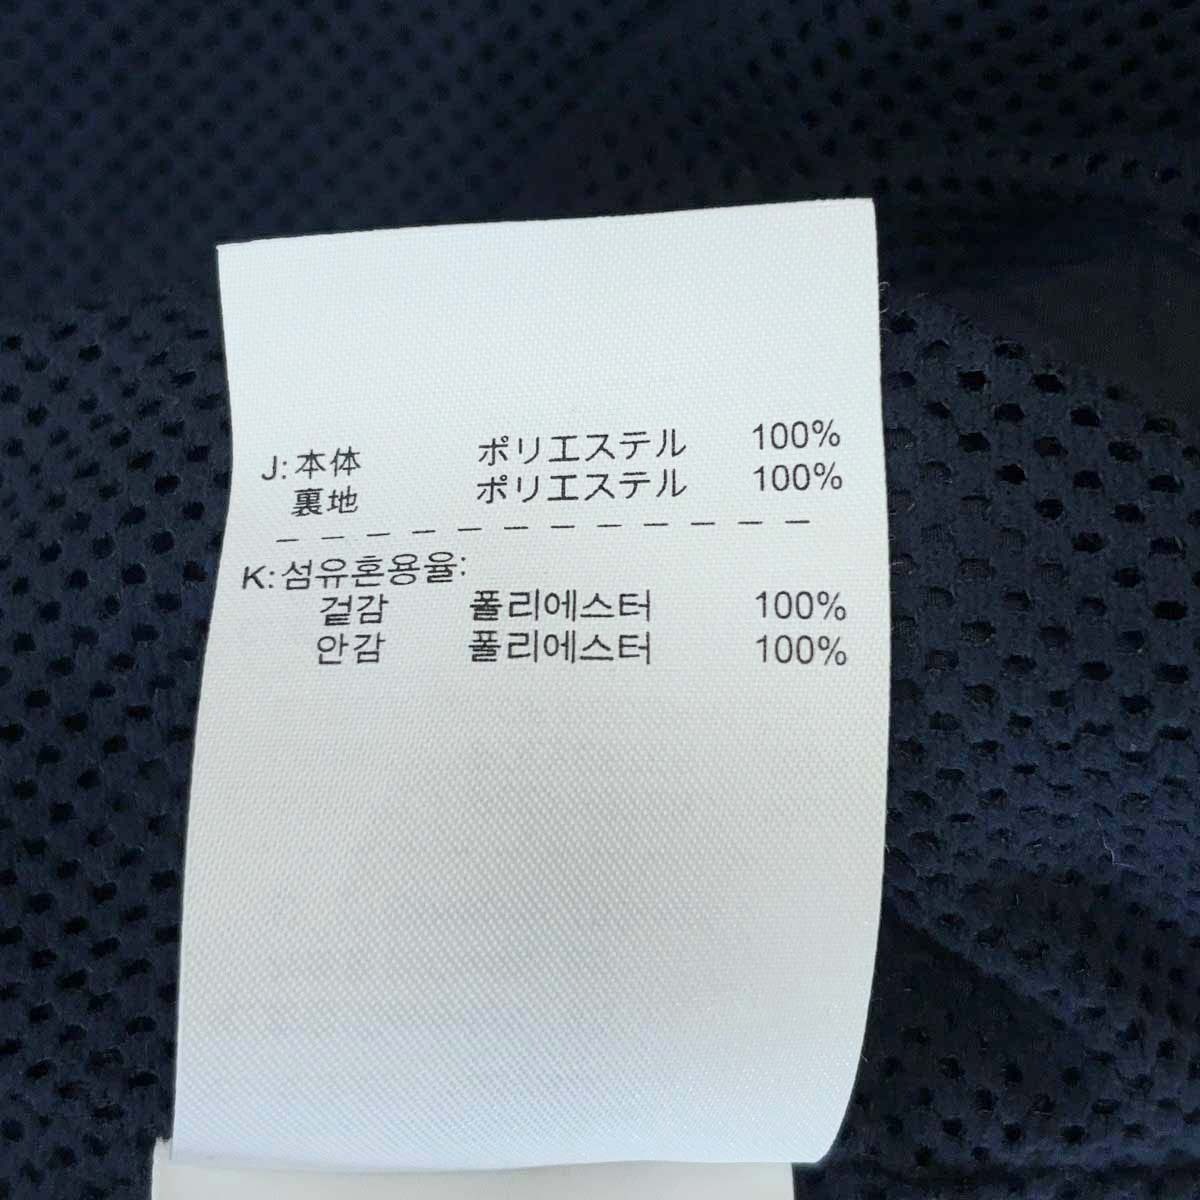 J:本体 ポリエステル 100%
裏地 ポリエステル 100%
K:섬유혼용율:
겉감 폴리에스터 100%
안감 폴리에스터 100%